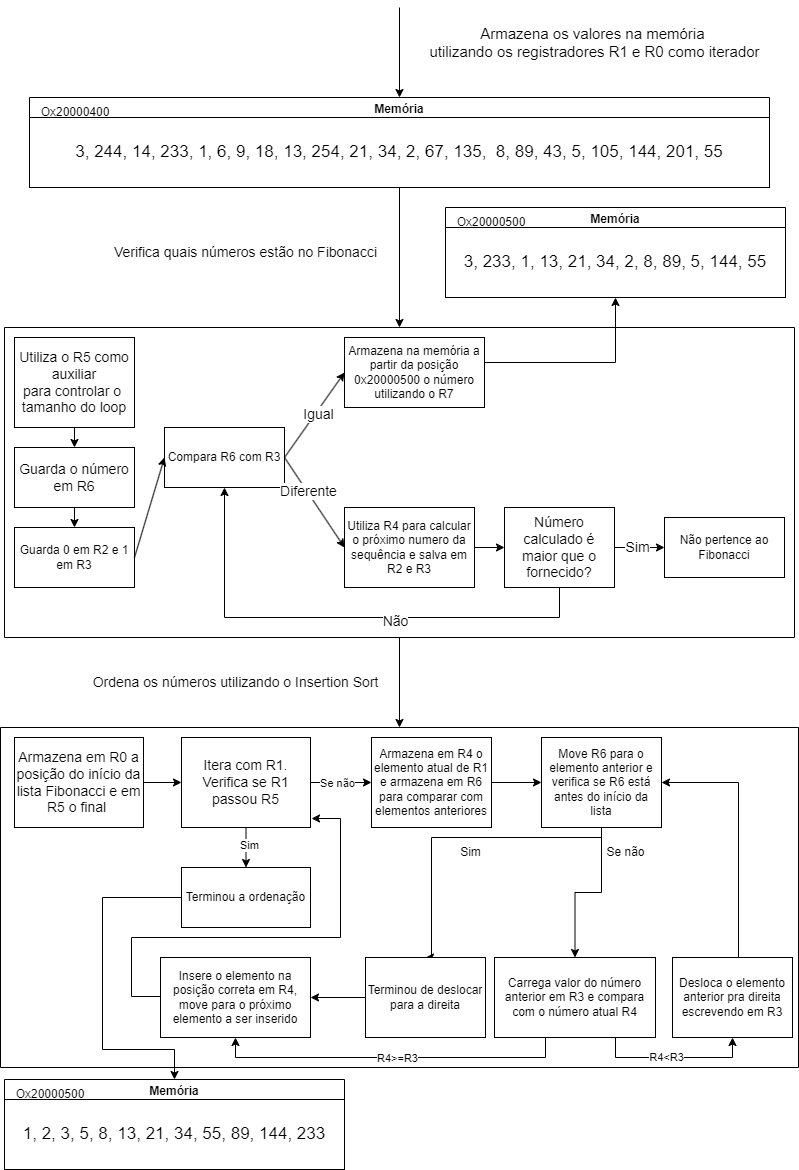 Armazena os valores na memória
utilizando os registradores R1 e R0 como iterador
Ox20000400
Memória
3, 244, 14, 233, 1, 6, 9, 18, 13, 254, 21, 34, 2, 67, 135, 8, 89, 43, 5, 105, 144, 201, 55
Verifica quais números estão no Fibonacci
Ox20000500
Memória
3, 233, 1, 13, 21, 34, 2, 8, 89, 5, 144, 55
Utiliza o R5 como
auxiliar
para controlar o
tamanho do loop
Guarda o número
em R6
Guarda 0 em R2 e 1
em R3
Compara R6 com R3
Igual
Diferente
Armazena na memória a
partir da posição
0x20000500 o número
utilizando o R7
Utiliza R4 para calcular
o próximo numero da
sequência e salva em
R2 e R3
Número
calculado é
maior que o
fornecido?
Sim
Não pertence ao
Fibonacci
Não
Ordena os números utilizando o Insertion Sort
Armazena em R0 a
posição do início da
lista Fibonacci e em
R5 o final
Itera com R1.
Verifica se R1
passou R5
Se não
Armazena em R4 o
elemento atual de R1
e armazena em R6
para comparar com
elementos anteriores
Move R6 para o
elemento anterior e
verifica se R6 está
antes do início da
lista
Sim
Terminou a ordenação
Sim
Se não
Insere o elemento na
posição correta em R4,
move para o próximo
elemento a ser inserido
Terminou de deslocar
para a direita
Carrega valor do número
anterior em R3 e compara
com o número atual R4
Desloca o elemento
anterior pra direita
escrevendo em R3
R4>=R3
R4<R3
Ox20000500
Memória
1, 2, 3, 5, 8, 13, 21, 34, 55, 89, 144, 233